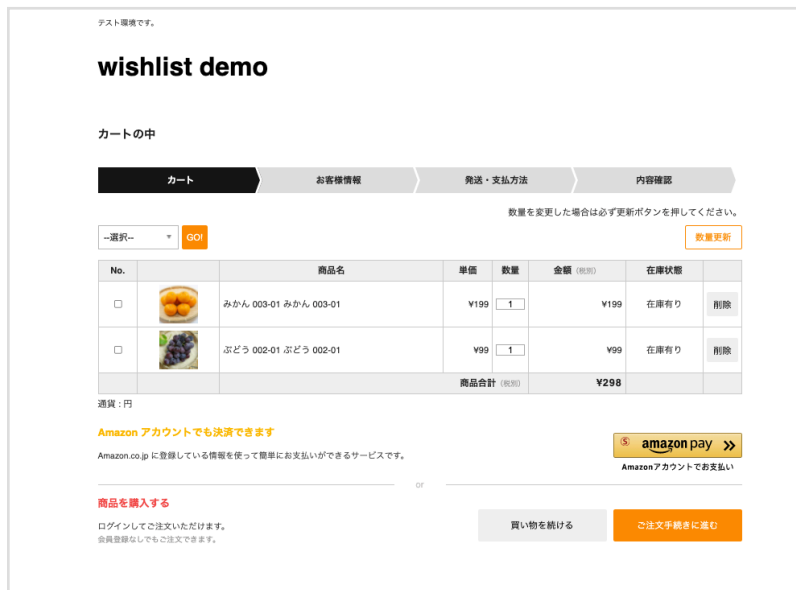 テスト環境です。
wishlist demo
カートの中
カート お客様情報 発送・支払方法 内容確認
数量を変更した場合は必ず更新ボタンを押してください。
--選択-- GO! 数量更新
No. 商品名 単価 数量 金額 (税別) 在庫状態
みかん 003-01 みかん 003-01 ¥199 1 ¥199 在庫有り 削除
ぶどう 002-01 ぶどう 002-01 ¥99 1 ¥99 在庫有り 削除
商品合計 (税別) ¥298
通貨 : 円
Amazon アカウントでも決済できます
Amazon.co.jp に登録している情報を使って簡単にお支払いができるサービスです。
amazon pay
Amazonアカウントでお支払い
or
商品を購入する
ログインしてご注文いただけます。
会員登録なしでもご注文できます。
買い物を続ける ご注文手続きに進む